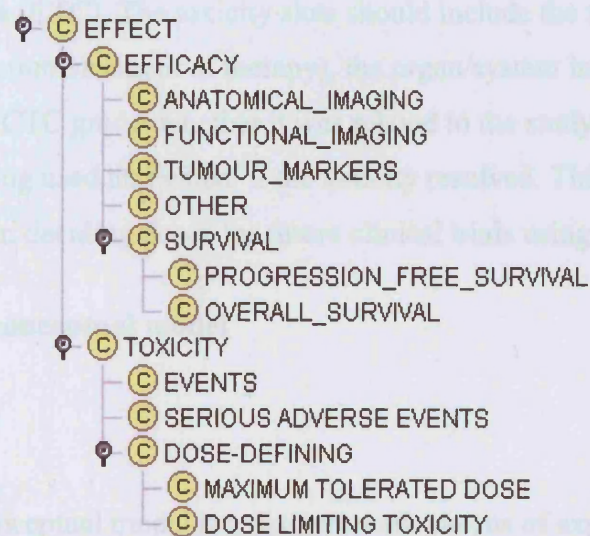 EFFECT
EFFICACY
ANATOMICAL_IMAGING
FUNCTIONAL_IMAGING
TUMOUR_MARKERS
OTHER
SURVIVAL
PROGRESSION_FREE_SURVIVAL
OVERALL_SURVIVAL
TOXICITY
EVENTS
SERIOUS ADVERSE EVENTS
DOSE-DEFINING
MAXIMUM TOLERATED DOSE
DOSE LIMITING TOXICITY